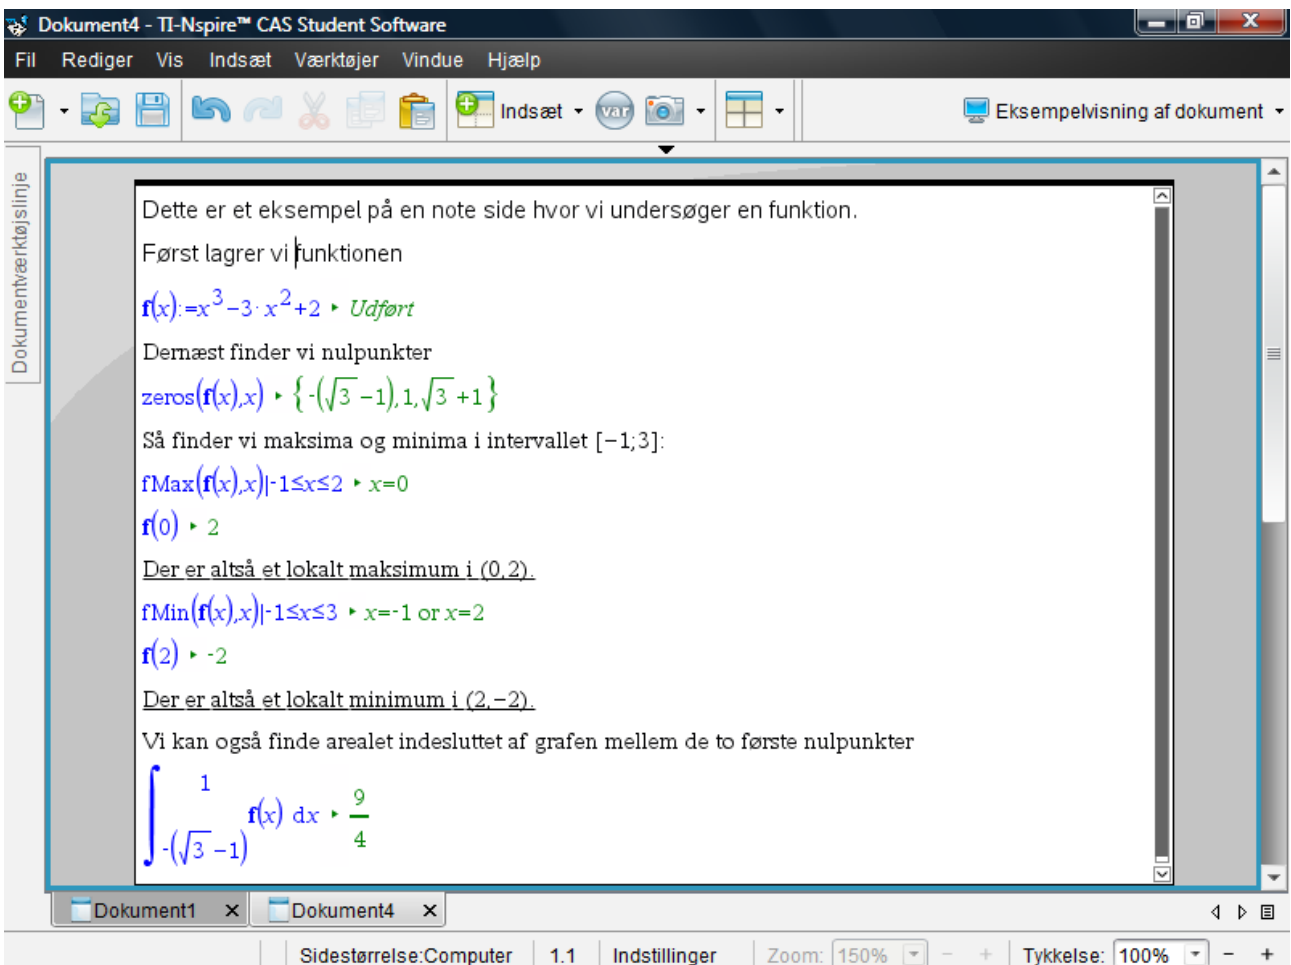 Dokument4 - TI-Nspire™ CAS Student Software
Fil Rediger Vis Indsæt Værktøjer Vindue Hjælp
Indsæt var Eksempelvisning af dokument
Dokumentværktøjslinje
Dette er et eksempel på en note side hvor vi undersøger en funktion.
Først lagrer vi funktionen
f(x):=x^3-3·x^2+2 ▸ Udført
Dernæst finder vi nulpunkter
zeros(f(x),x) ▸ {-(√3-1),1,√3+1}
Så finder vi maksima og minima i intervallet [-1;3]:
fMax(f(x),x)|-1≤x≤2 ▸ x=0
f(0) ▸ 2
Der er altså et lokalt maksimum i (0,2).
fMin(f(x),x)|-1≤x≤3 ▸ x=-1 or x=2
f(2) ▸ -2
Der er altså et lokalt minimum i (2,-2).
Vi kan også finde arealet indesluttet af grafen mellem de to første nulpunkter
∫_{-(√3-1)}^{1} f(x) dx ▸ 9/4
Dokument1 Dokument4
Sidestørrelse:Computer 1.1 Indstillinger Zoom: 150% - + Tykkelse: 100% - +